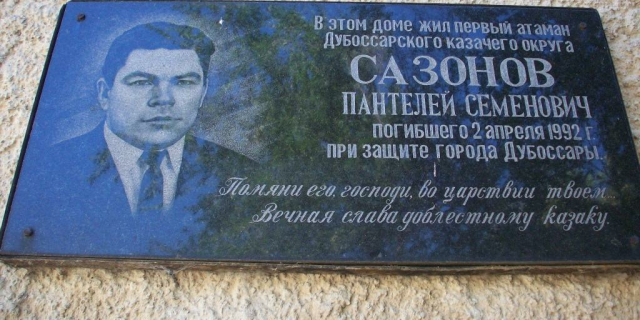 В этом доме жил первый атаман
Дубоссарского казачего округа
САЗОНОВ
ПАНТЕЛЕЙ СЕМЕНОВИЧ
погибшего 2 апреля 1992 г.
при защите города Дубоссары.
Помяни его, господи, во царствии твоем...
Вечная слава доблестному казаку.